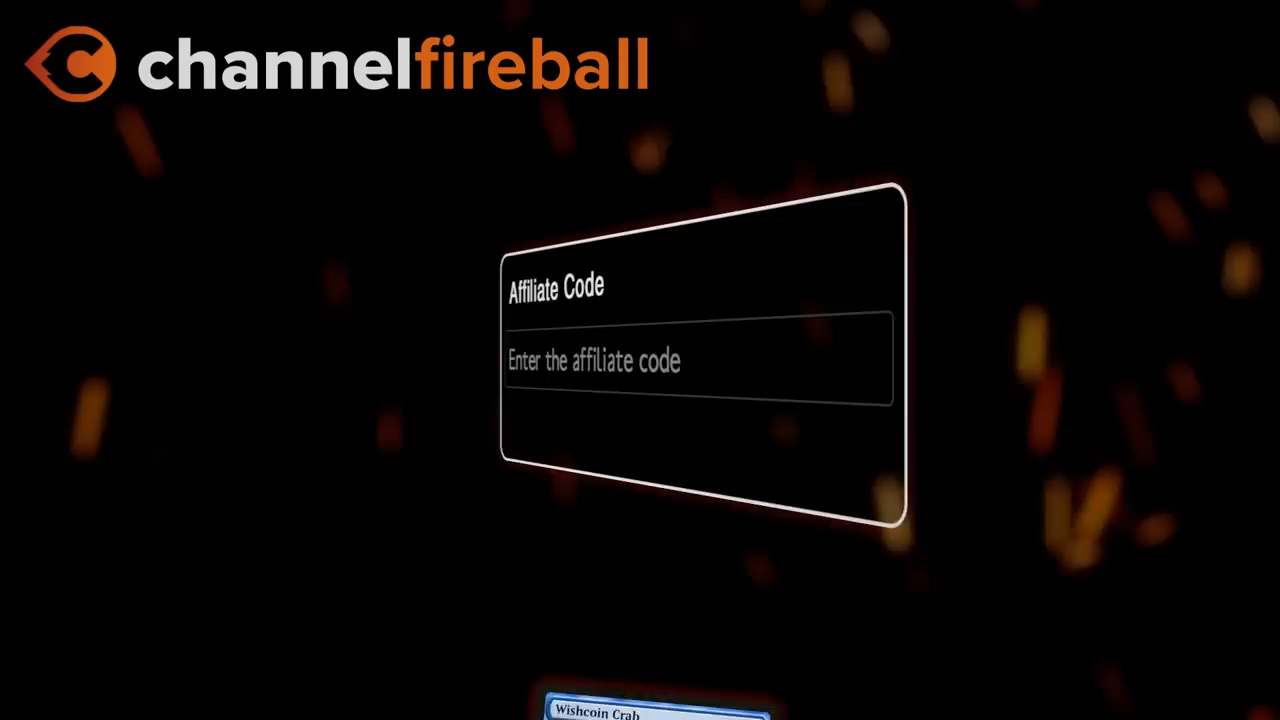 channelfireball
Affiliate Code
Enter the affiliate code
Wishcoin Crab